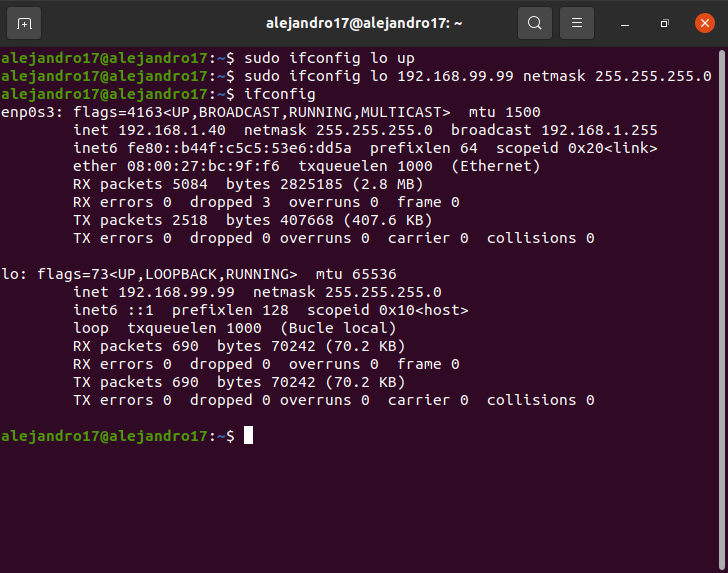 alejandro17@alejandro17: ~
alejandro17@alejandro17:~$ sudo ifconfig lo up
alejandro17@alejandro17:~$ sudo ifconfig lo 192.168.99.99 netmask 255.255.255.0
alejandro17@alejandro17:~$ ifconfig
enp0s3: flags=4163<UP,BROADCAST,RUNNING,MULTICAST>  mtu 1500
        inet 192.168.1.40  netmask 255.255.255.0  broadcast 192.168.1.255
        inet6 fe80::b44f:c5c5:53e6:dd5a  prefixlen 64  scopeid 0x20<link>
        ether 08:00:27:bc:9f:f6  txqueuelen 1000  (Ethernet)
        RX packets 5084  bytes 2825185 (2.8 MB)
        RX errors 0  dropped 3  overruns 0  frame 0
        TX packets 2518  bytes 407668 (407.6 KB)
        TX errors 0  dropped 0 overruns 0  carrier 0  collisions 0

lo: flags=73<UP,LOOPBACK,RUNNING>  mtu 65536
        inet 192.168.99.99  netmask 255.255.255.0
        inet6 ::1  prefixlen 128  scopeid 0x10<host>
        loop  txqueuelen 1000  (Bucle local)
        RX packets 690  bytes 70242 (70.2 KB)
        RX errors 0  dropped 0  overruns 0  frame 0
        TX packets 690  bytes 70242 (70.2 KB)
        TX errors 0  dropped 0 overruns 0  carrier 0  collisions 0

alejandro17@alejandro17:~$